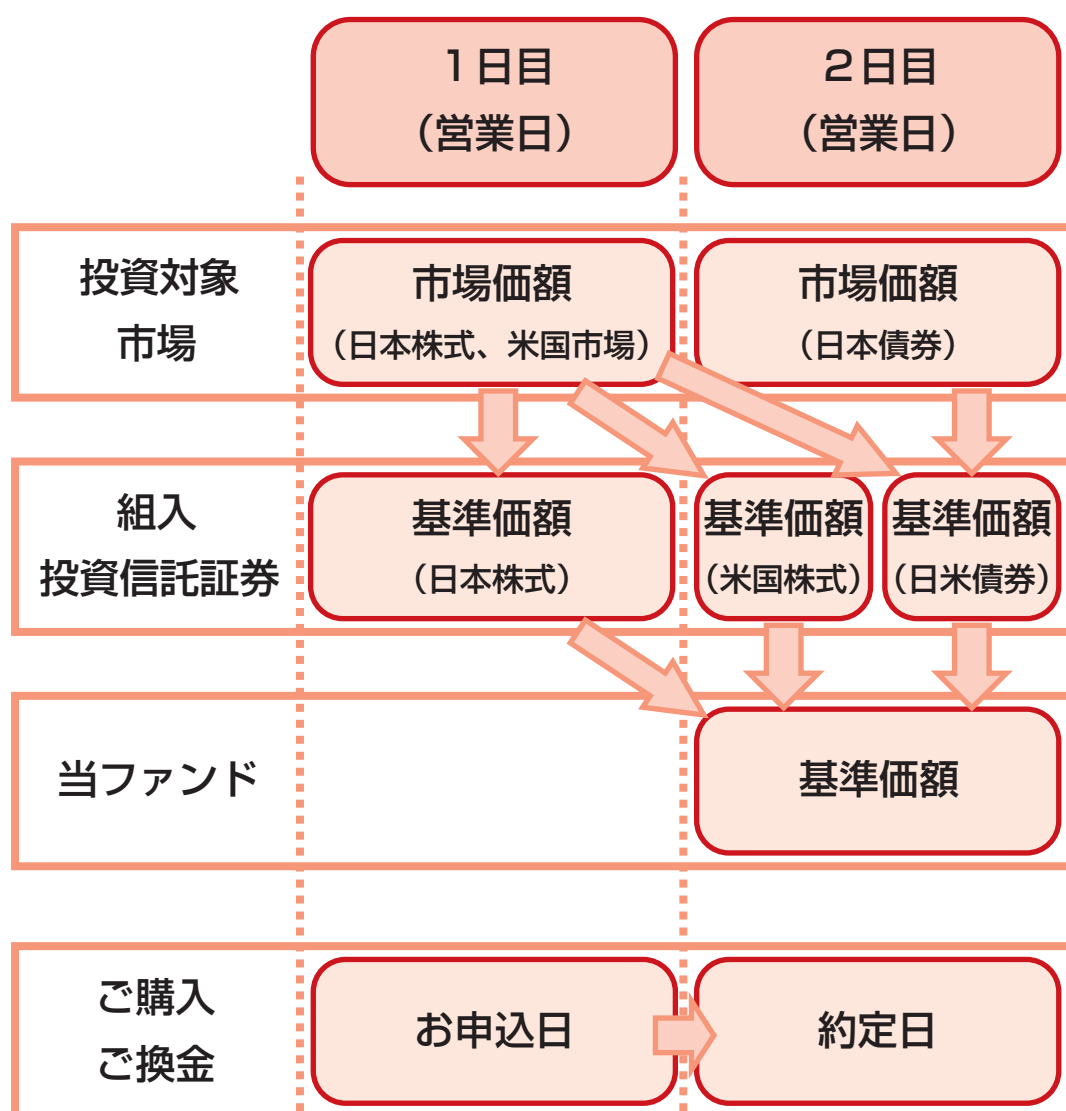 １日目
（営業日）
２日目
（営業日）
投資対象
市場
市場価額
（日本株式、米国市場）
市場価額
（日本債券）
組入
投資信託証券
基準価額
（日本株式）
基準価額
（米国株式）
基準価額
（日米債券）
当ファンド
基準価額
ご購入
ご換金
お申込日
約定日